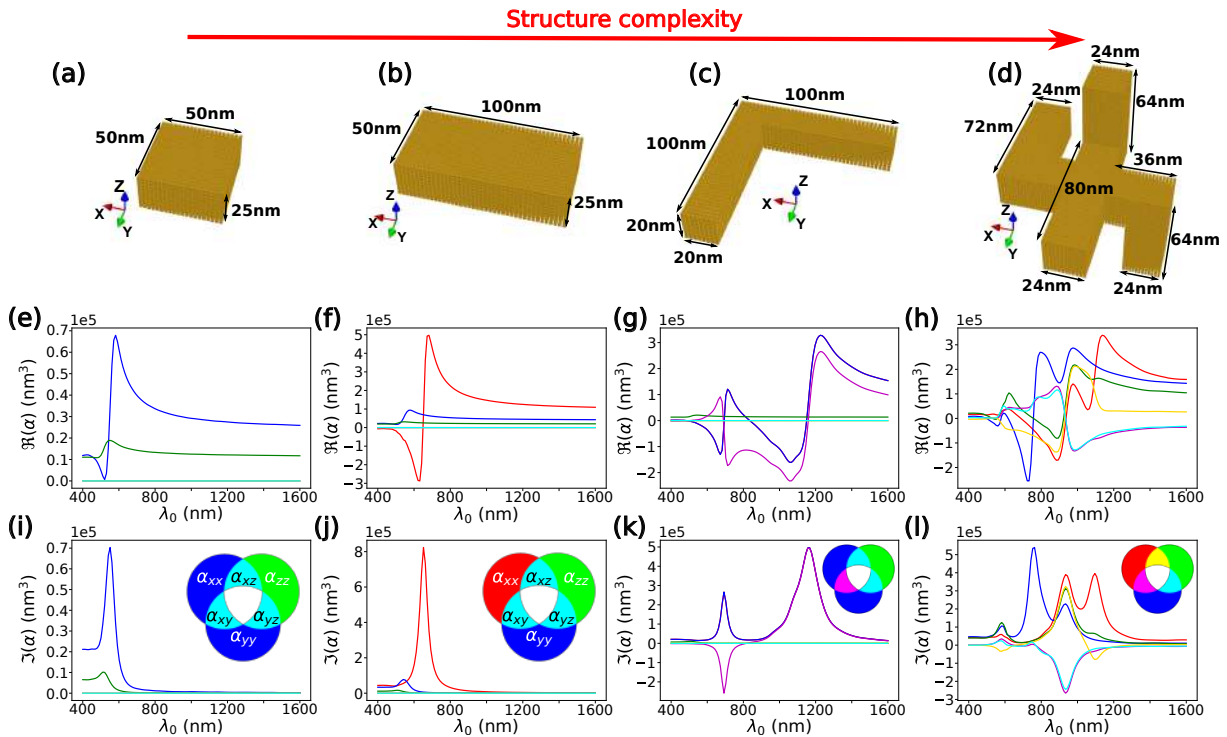 Structure complexity
(a)
(b)
(c)
(d)
50nm
50nm
25nm
Z
X
Y
100nm
50nm
25nm
Z
X
Y
100nm
100nm
20nm
20nm
Z
X
Y
24nm
24nm
64nm
72nm
36nm
80nm
64nm
24nm
24nm
Z
X
Y
(e)
(f)
(g)
(h)
1e5
0.7
0.6
0.5
0.4
0.3
0.2
0.1
0.0
ℜ(α) (nm³)
400 800 1200 1600
λ₀ (nm)
1e5
5
4
3
2
1
0
−1
−2
−3
ℜ(α) (nm³)
400 800 1200 1600
λ₀ (nm)
1e5
3
2
1
0
−1
−2
ℜ(α) (nm³)
400 800 1200 1600
λ₀ (nm)
1e5
3
2
1
0
−1
−2
ℜ(α) (nm³)
400 800 1200 1600
λ₀ (nm)
(i)
(j)
(k)
(l)
1e5
0.7
0.6
0.5
0.4
0.3
0.2
0.1
0.0
ℑ(α) (nm³)
αxx αxz αzz
αxy αyz
αyy
400 800 1200 1600
λ₀ (nm)
1e5
8
6
4
2
0
ℑ(α) (nm³)
αxx αxz αzz
αxy αyz
αyy
400 800 1200 1600
λ₀ (nm)
1e5
5
4
3
2
1
0
−1
−2
ℑ(α) (nm³)
400 800 1200 1600
λ₀ (nm)
1e5
5
4
3
2
1
0
−1
−2
ℑ(α) (nm³)
400 800 1200 1600
λ₀ (nm)